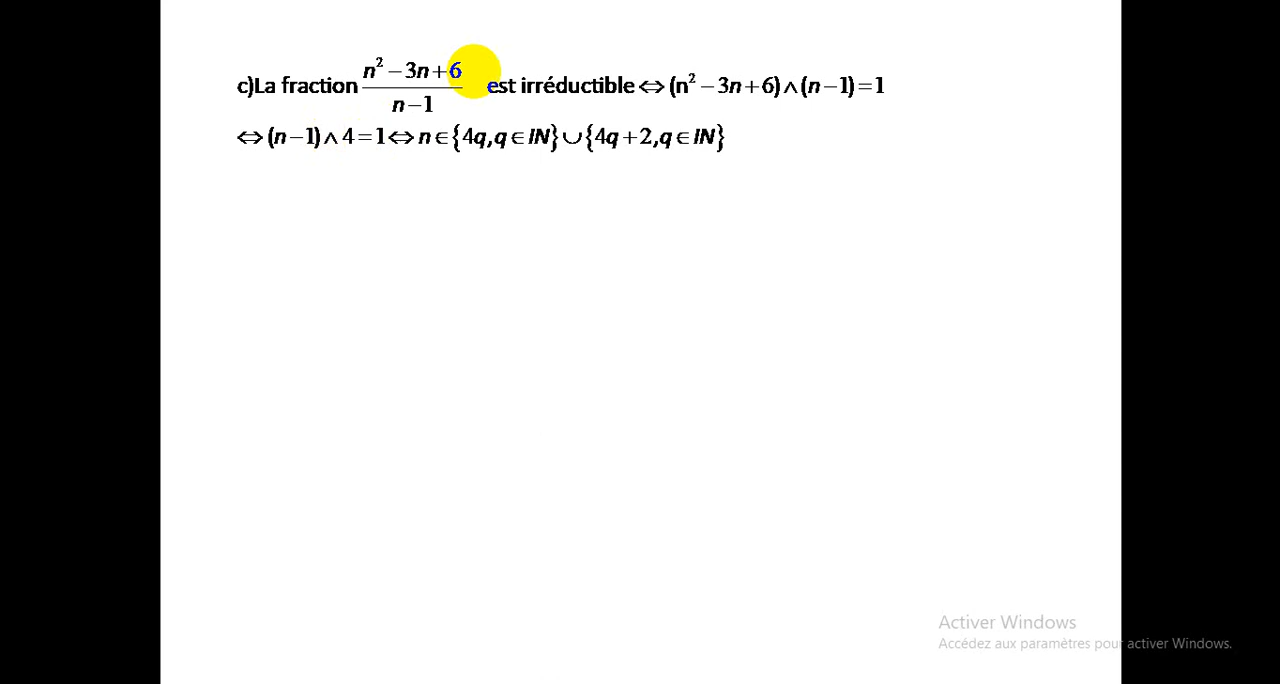 c)La fraction (n² – 3n + 6)/(n – 1) est irréductible ⇔ (n² – 3n + 6) ∧ (n – 1) = 1
⇔ (n – 1) ∧ 4 = 1 ⇔ n ∈ {4q, q ∈ IN} ∪ {4q + 2, q ∈ IN}
Activer Windows
Accédez aux paramètres pour activer Windows.